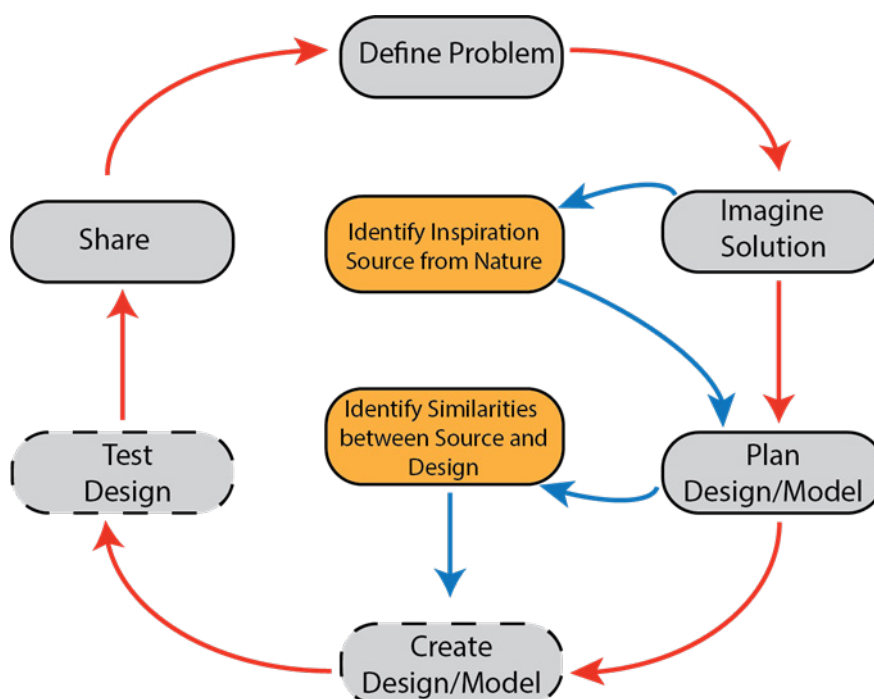 Define Problem
Imagine
Solution
Identify Inspiration
Source from Nature
Share
Identify Similarities
between Source and
Design
Plan
Design/Model
Test
Design
Create
Design/Model